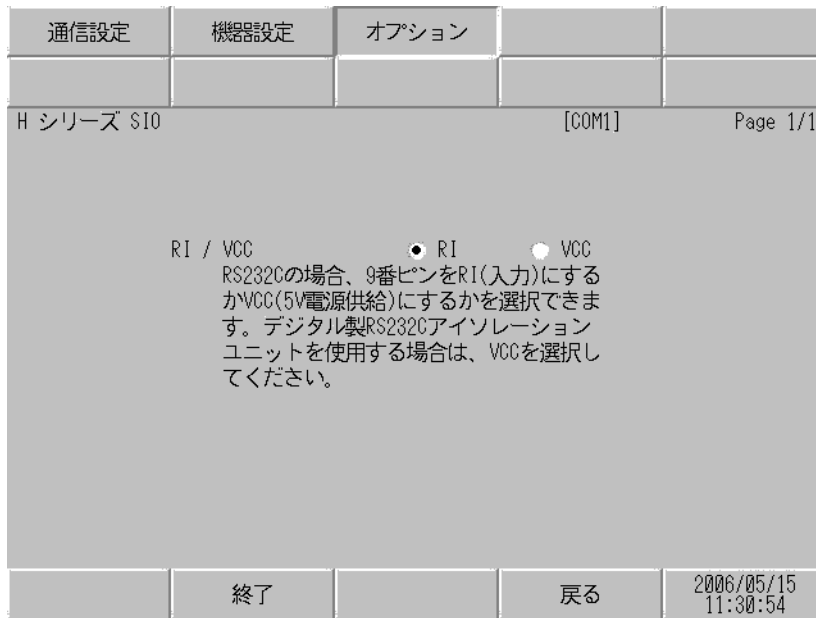 通信設定 機器設定 オプション
H シリーズ SIO [COM1] Page 1/1
RI / VCC RI VCC
RS232Cの場合、9番ピンをRI(入力)にする
かVCC(5V電源供給)にするかを選択できま
す。デジタル製RS232Cアイソレーション
ユニットを使用する場合は、VCCを選択し
てください。
終了 戻る 2006/05/15
11:30:54